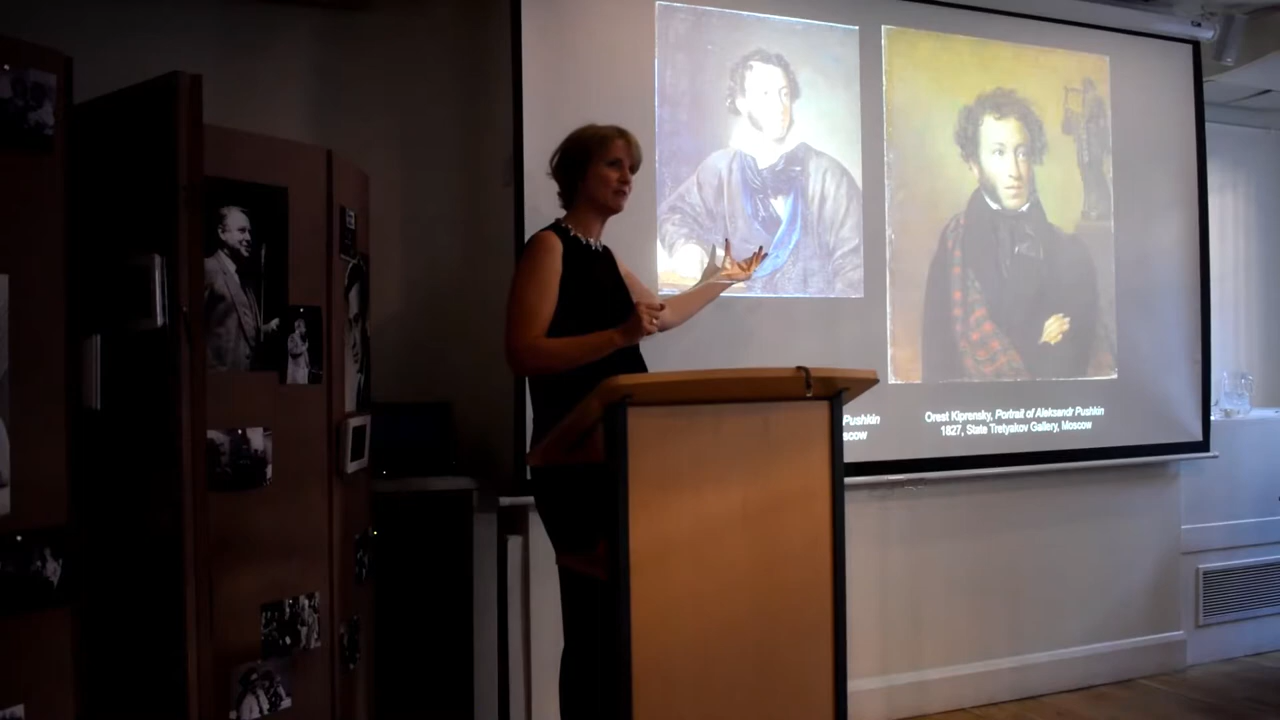 Pushkin
scow
Orest Kiprensky, Portrait of Aleksandr Pushkin
1827, State Tretyakov Gallery, Moscow